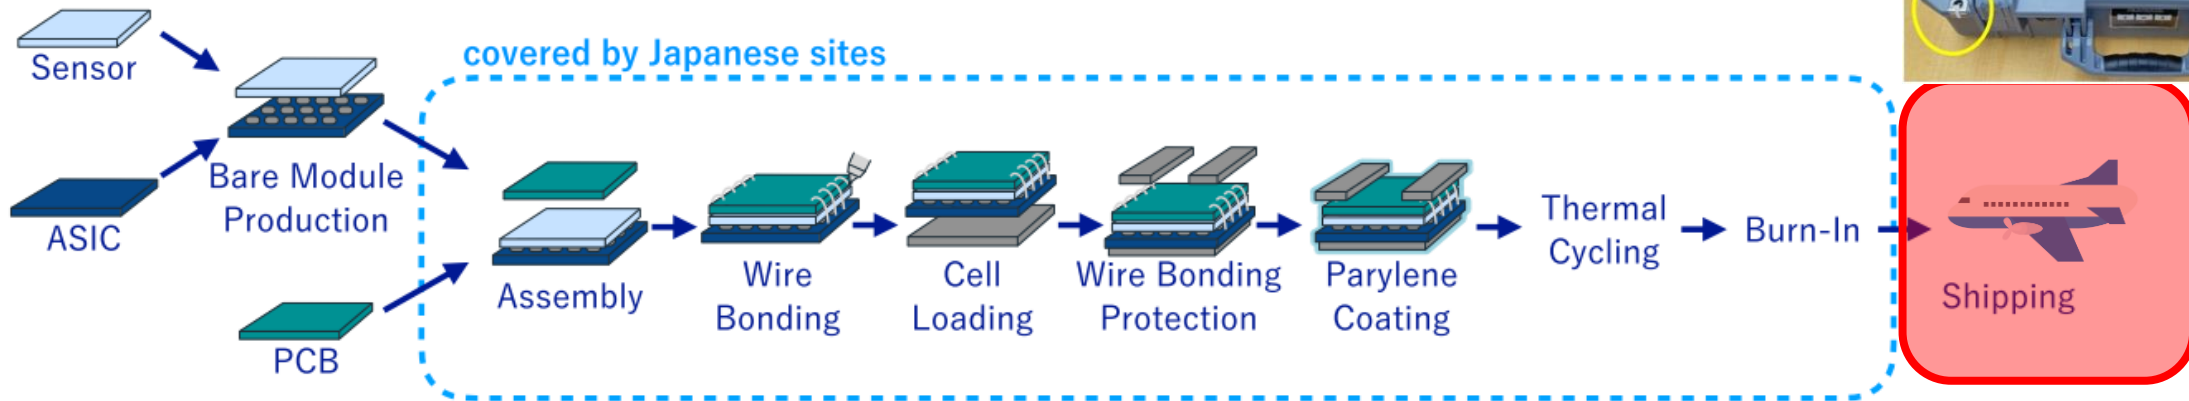 covered by Japanese sites
Sensor
Bare Module
Production
ASIC
PCB
Assembly
Wire
Bonding
Cell
Loading
Wire Bonding
Protection
Parylene
Coating
Thermal
Cycling
Burn-In
Shipping